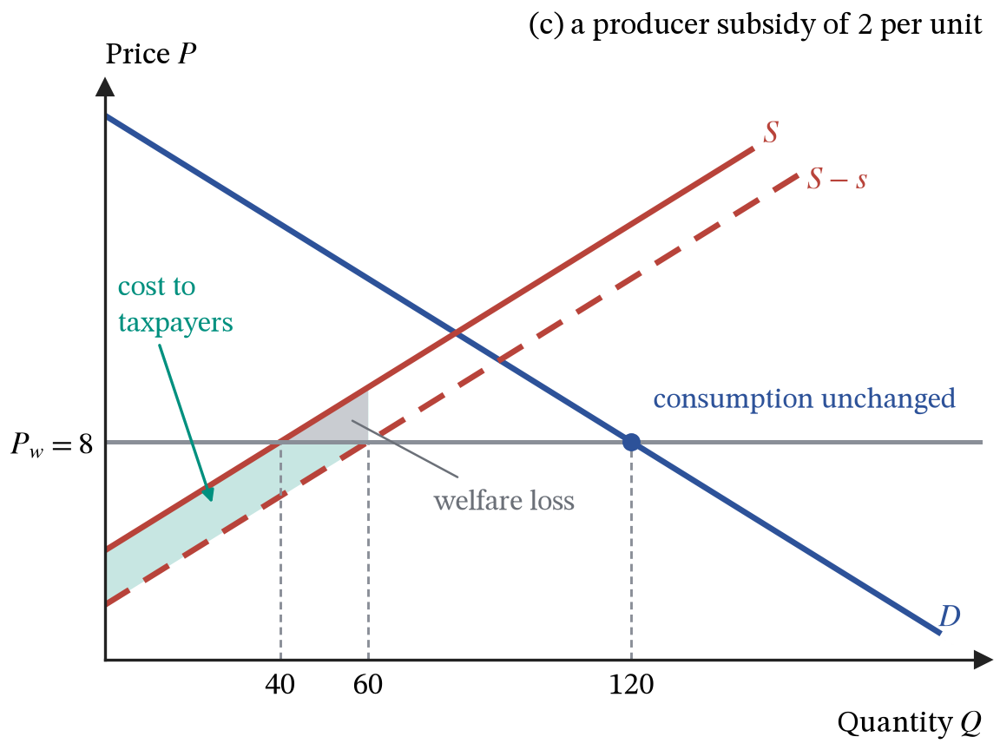 (c) a producer subsidy of 2 per unit
Price P
S
S − s
cost to
taxpayers
consumption unchanged
P_w = 8
welfare loss
D
40 60 120
Quantity Q